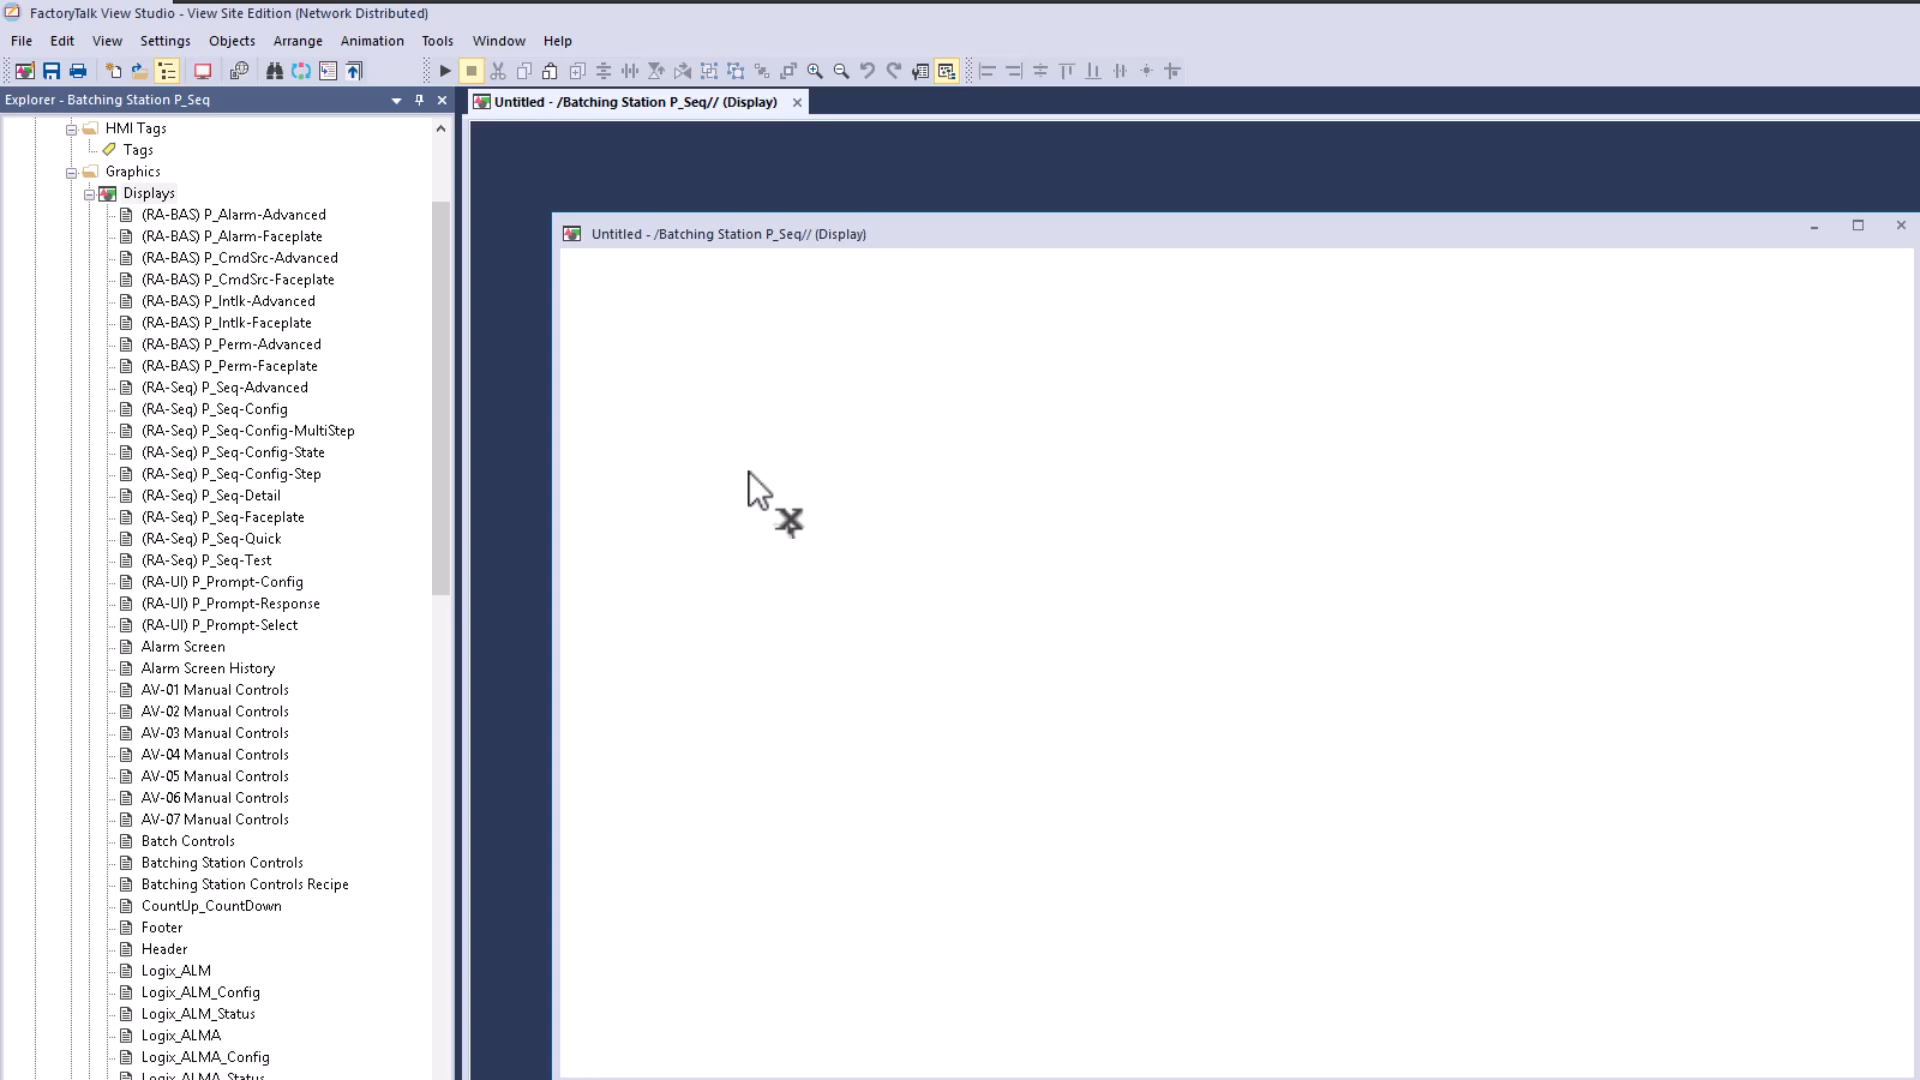 FactoryTalk View Studio - View Site Edition (Network Distributed)
File Edit View Settings Objects Arrange Animation Tools Window Help
Explorer - Batching Station P_Seq
Untitled - /Batching Station P_Seq// (Display)
HMI Tags
Tags
Graphics
Displays
(RA-BAS) P_Alarm-Advanced
(RA-BAS) P_Alarm-Faceplate
(RA-BAS) P_CmdSrc-Advanced
(RA-BAS) P_CmdSrc-Faceplate
(RA-BAS) P_Intlk-Advanced
(RA-BAS) P_Intlk-Faceplate
(RA-BAS) P_Perm-Advanced
(RA-BAS) P_Perm-Faceplate
(RA-Seq) P_Seq-Advanced
(RA-Seq) P_Seq-Config
(RA-Seq) P_Seq-Config-MultiStep
(RA-Seq) P_Seq-Config-State
(RA-Seq) P_Seq-Config-Step
(RA-Seq) P_Seq-Detail
(RA-Seq) P_Seq-Faceplate
(RA-Seq) P_Seq-Quick
(RA-Seq) P_Seq-Test
(RA-UI) P_Prompt-Config
(RA-UI) P_Prompt-Response
(RA-UI) P_Prompt-Select
Alarm Screen
Alarm Screen History
AV-01 Manual Controls
AV-02 Manual Controls
AV-03 Manual Controls
AV-04 Manual Controls
AV-05 Manual Controls
AV-06 Manual Controls
AV-07 Manual Controls
Batch Controls
Batching Station Controls
Batching Station Controls Recipe
CountUp_CountDown
Footer
Header
Logix_ALM
Logix_ALM_Config
Logix_ALM_Status
Logix_ALMA
Logix_ALMA_Config
Logix_ALMA_Status
Untitled - /Batching Station P_Seq// (Display)